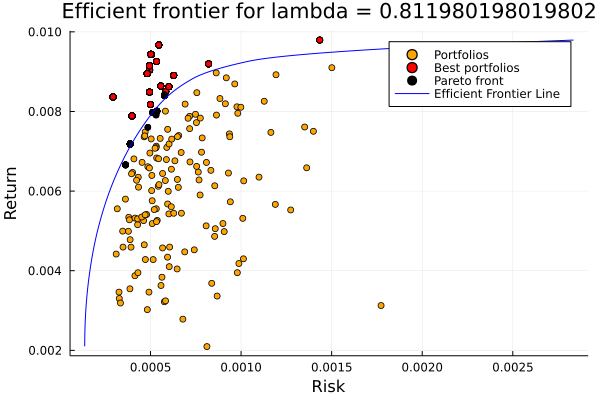 Efficient frontier for lambda = 0.811980198019802
0.010
0.008
0.006
0.004
0.002
Return
Portfolios
Best portfolios
Pareto front
Efficient Frontier Line
0.0005
0.0010
0.0015
0.0020
0.0025
Risk